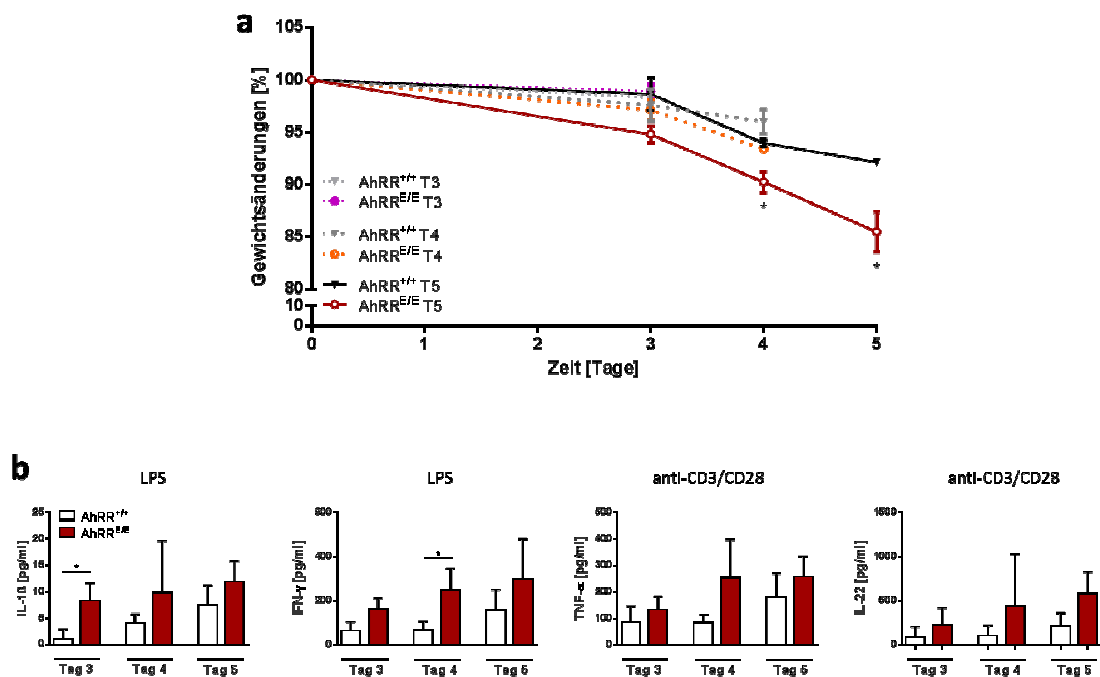 a
105
100
95
90
85
80
10
0
Gewichtsänderungen [%]
AhRR+/+ T3
AhRRE/E T3
AhRR+/+ T4
AhRRE/E T4
AhRR+/+ T5
AhRRE/E T5
*
*
0 1 2 3 4 5
Zeit [Tage]
b
LPS
25
20
15
10
5
0
IL-1β [pg/ml]
AhRR+/+
AhRRE/E
*
Tag 3 Tag 4 Tag 5
LPS
600
400
200
0
IFN-γ [pg/ml]
*
Tag 3 Tag 4 Tag 5
anti-CD3/CD28
500
400
300
200
100
0
TNF-α [pg/ml]
Tag 3 Tag 4 Tag 5
anti-CD3/CD28
1500
1000
500
0
IL-22 [pg/ml]
Tag 3 Tag 4 Tag 5